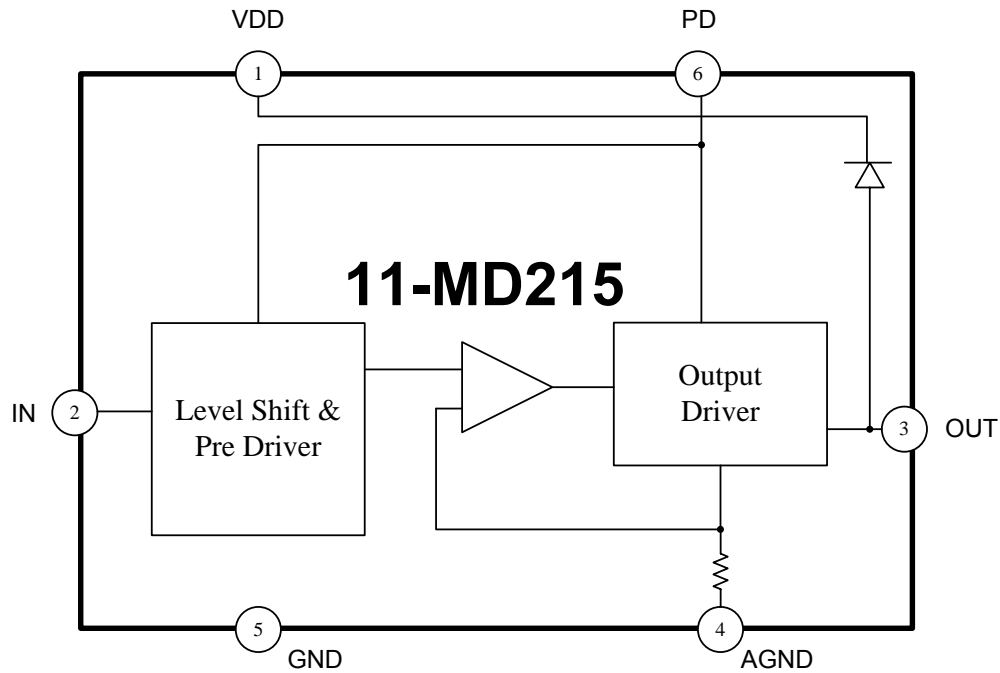 VDD
PD
1
6
11-MD215
Level Shift &
Pre Driver
Output
Driver
IN
2
3
OUT
5
GND
4
AGND